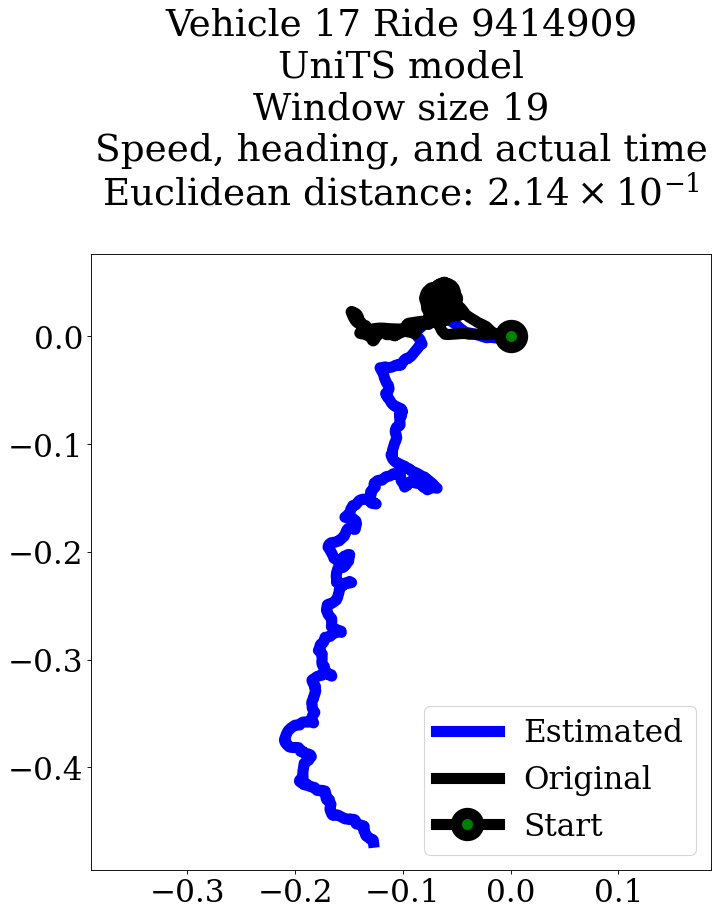 Vehicle 17 Ride 9414909
UniTS model
Window size 19
Speed, heading, and actual time
Euclidean distance: 2.14 × 10⁻¹
0.0
−0.1
−0.2
−0.3
−0.4
−0.3 −0.2 −0.1 0.0 0.1
Estimated
Original
Start